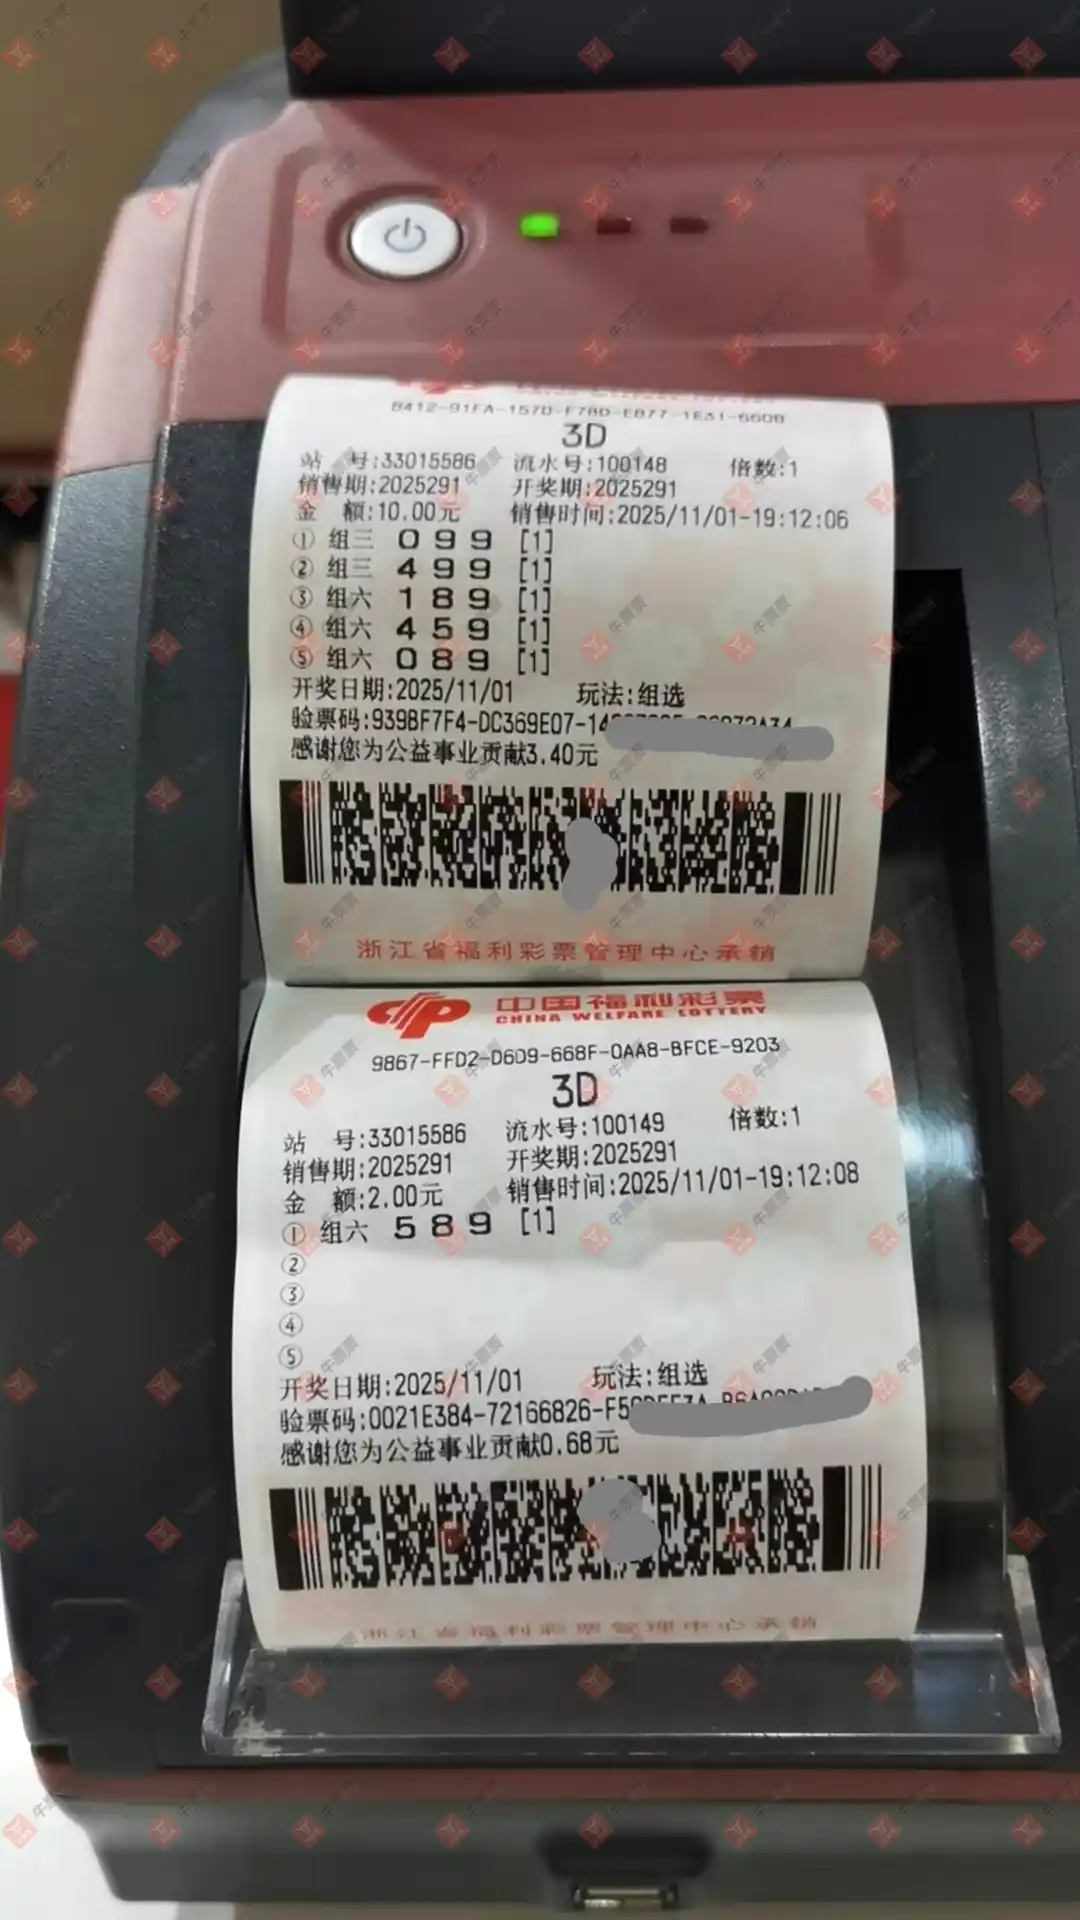 B412-91FA-157D-F78D-EB77-1E31-660B
3D
站 号:33015586 流水号:100148 倍数:1
销售期:2025291 开奖期:2025291
金 额:10.00元 销售时间:2025/11/01-19:12:06
① 组三 0 9 9 [1]
② 组三 4 9 9 [1]
③ 组六 1 8 9 [1]
④ 组六 4 5 9 [1]
⑤ 组六 0 8 9 [1]
开奖日期:2025/11/01 玩法:组选
验票码:939BF7F4-DC369E07-14
感谢您为公益事业贡献3.40元
浙江省福利彩票管理中心承销
中国福利彩票
CHINA WELFARE LOTTERY
9867-FFD2-D6D9-668F-0AA8-BFCE-9203
3D
站 号:33015586 流水号:100149 倍数:1
销售期:2025291 开奖期:2025291
金 额:2.00元 销售时间:2025/11/01-19:12:08
① 组六 5 8 9 [1]
②
③
④
⑤
开奖日期:2025/11/01 玩法:组选
验票码:0021E384-72166826-F5
感谢您为公益事业贡献0.68元
浙江省福利彩票管理中心承销
牛票票